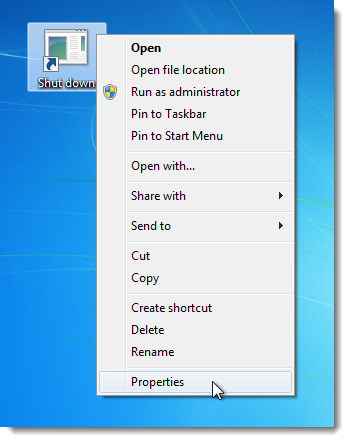 Shut down
Open
Open file location
Run as administrator
Pin to Taskbar
Pin to Start Menu
Open with...
Share with
Send to
Cut
Copy
Create shortcut
Delete
Rename
Properties